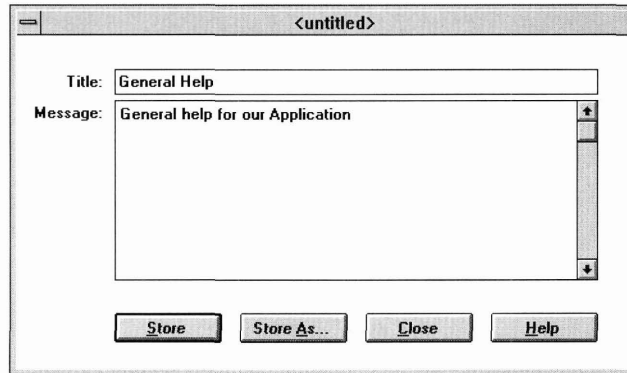 <untitled>
Title: General Help
Message: General help for our Application
Store Store As... Close Help